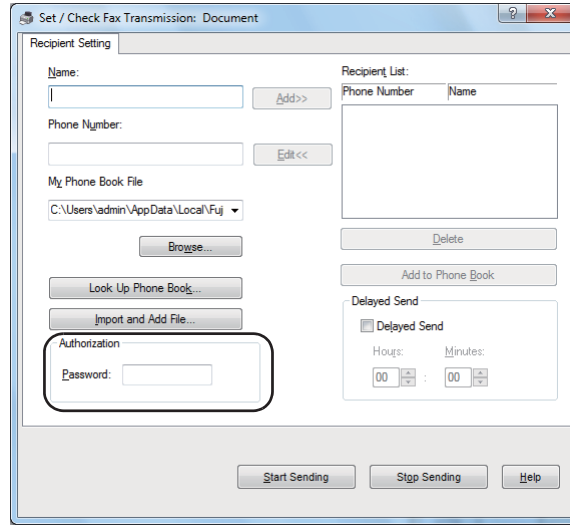 Set / Check Fax Transmission: Document
Recipient Setting
Name:
Add>>
Phone Number:
Edit<<
My Phone Book File
C:\Users\admin\AppData\Local\Fuj
Browse...
Look Up Phone Book...
Import and Add File...
Authorization
Password:
Recipient List:
Phone Number Name
Delete
Add to Phone Book
Delayed Send
Delayed Send
Hours: Minutes:
00 : 00
Start Sending Stop Sending Help